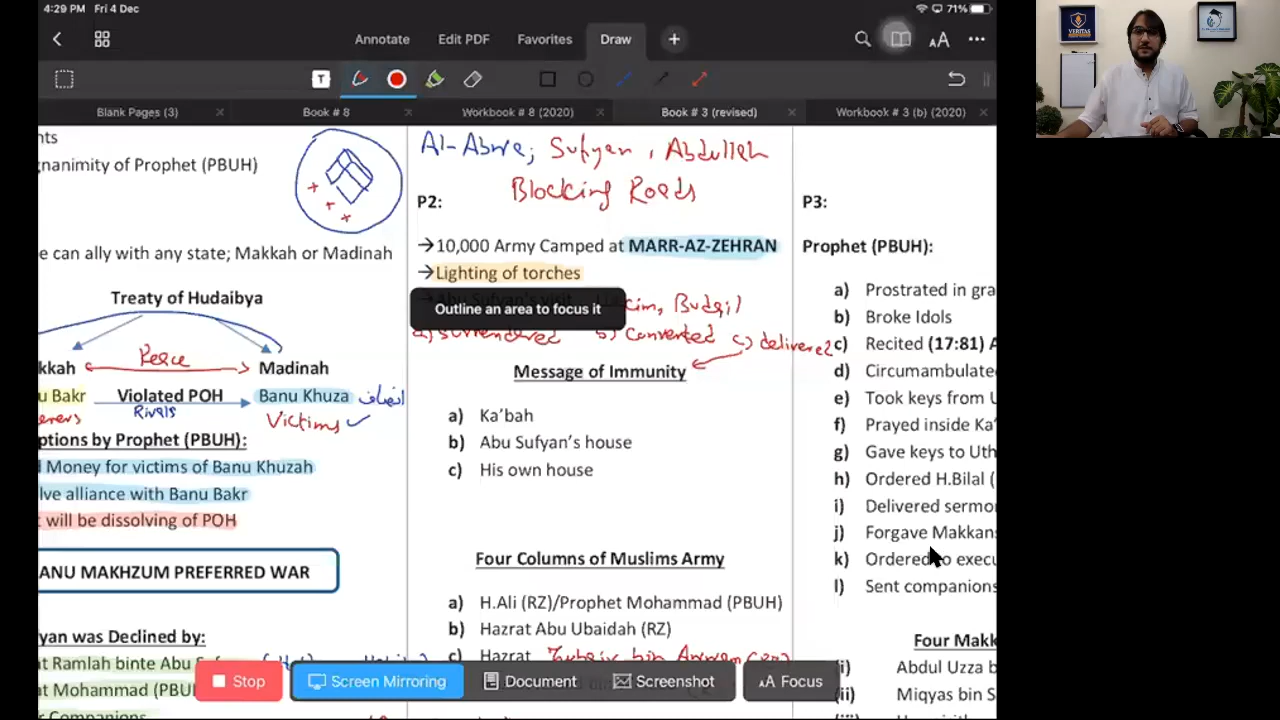 4:29 PM Fri 4 Dec
71%
Annotate
Edit PDF
Favorites
Draw
AA
T
Blank Pages (3)
Book # 8
Workbook # 8 (2020)
Book # 3 (revised)
Workbook # 3 (b) (2020)
VERITAS
nts
gnanimity of Prophet (PBUH)
e can ally with any state; Makkah or Madinah
Treaty of Hudaibya
kkah
Peace
Madinah
nu Bakr
Violated POH
Banu Khuza
Rivals
Victims
ptions by Prophet (PBUH):
d Money for victims of Banu Khuzah
lve alliance with Banu Bakr
t will be dissolving of POH
ANU MAKHZUM PREFERRED WAR
fyan was Declined by:
at Ramlah binte Abu
at Mohammad (PBU
r Companions
Al-Abwa; Sufyan, Abdullah
Blocking Roads
P2:
→10,000 Army Camped at MARR-AZ-ZEHRAN
→Lighting of torches
Outline an area to focus it
a) surrendered b) converted c) delivered
Message of Immunity
a) Ka'bah
b) Abu Sufyan's house
c) His own house
Four Columns of Muslims Army
a) H.Ali (RZ)/Prophet Mohammad (PBUH)
b) Hazrat Abu Ubaidah (RZ)
c) Hazrat
P3:
Prophet (PBUH):
a) Prostrated in gra
b) Broke Idols
c) Recited (17:81) A
d) Circumambulate
e) Took keys from U
f) Prayed inside Ka'
g) Gave keys to Uth
h) Ordered H.Bilal (
i) Delivered sermo
j) Forgave Makkan
k) Ordered to execu
l) Sent companions
Four Makk
(i) Abdul Uzza b
(ii) Miqyas bin S
Stop
Screen Mirroring
Document
Screenshot
AA Focus